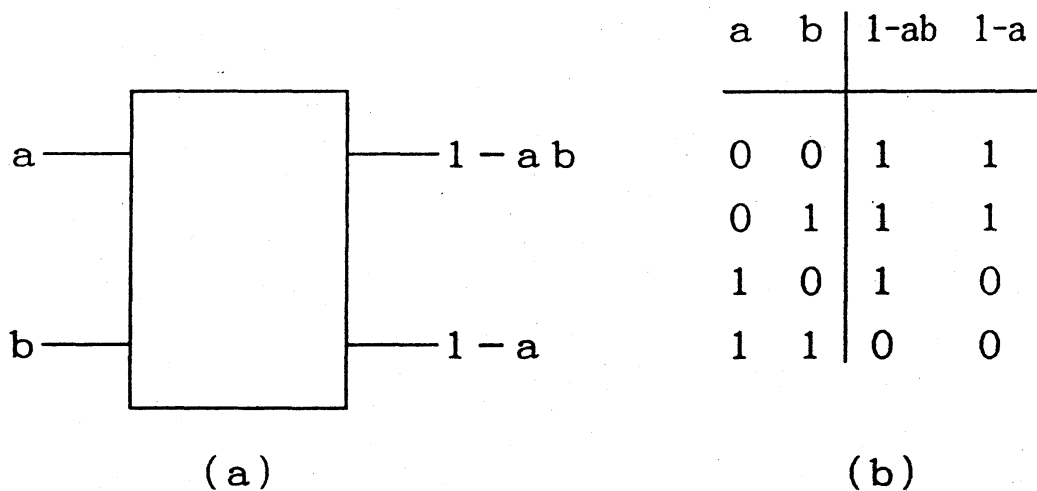 a
1 - a b
b
1 - a
(a)
a b 1-ab 1-a
0 0 1 1
0 1 1 1
1 0 1 0
1 1 0 0
(b)